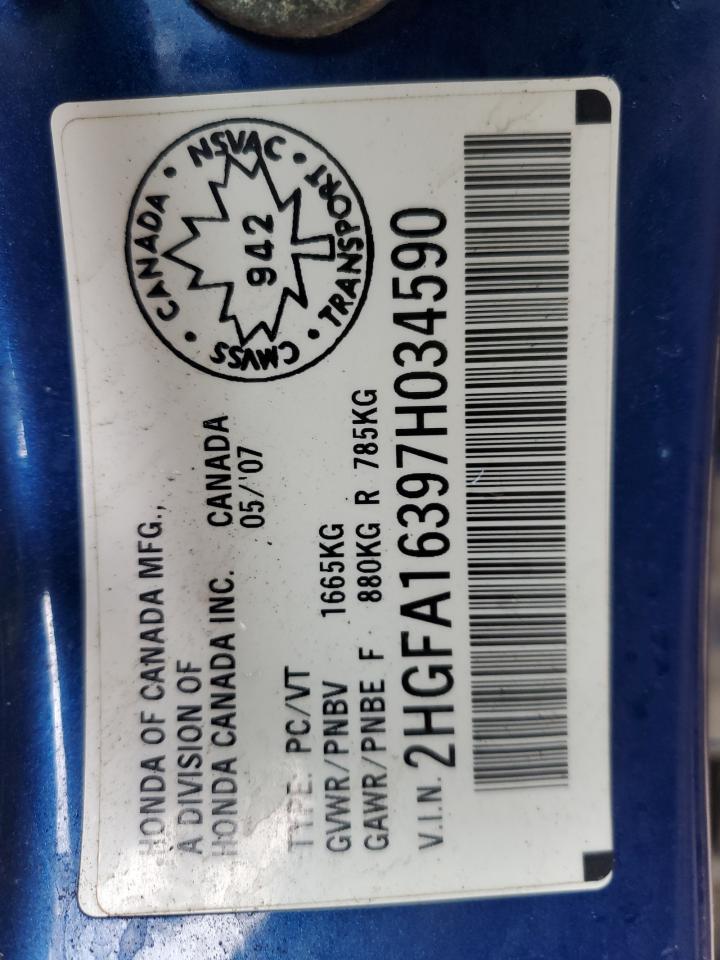 HONDA OF CANADA MFG.,
A DIVISION OF
HONDA CANADA INC. CANADA
05/'07
TYPE: PC/VT
GVWR/PNBV 1665KG
GAWR/PNBE F 880KG R 785KG
V.I.N. 2HGFA16397H034590
CANADA • NSVAC • TRANSPORT • CMVSS •
942